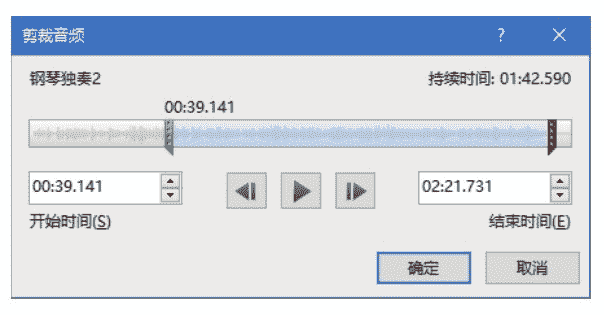 剪裁音频 ?
钢琴独奏2 持续时间: 01:42.590
00:39.141
00:39.141 02:21.731
开始时间(S) 结束时间(E)
确定 取消